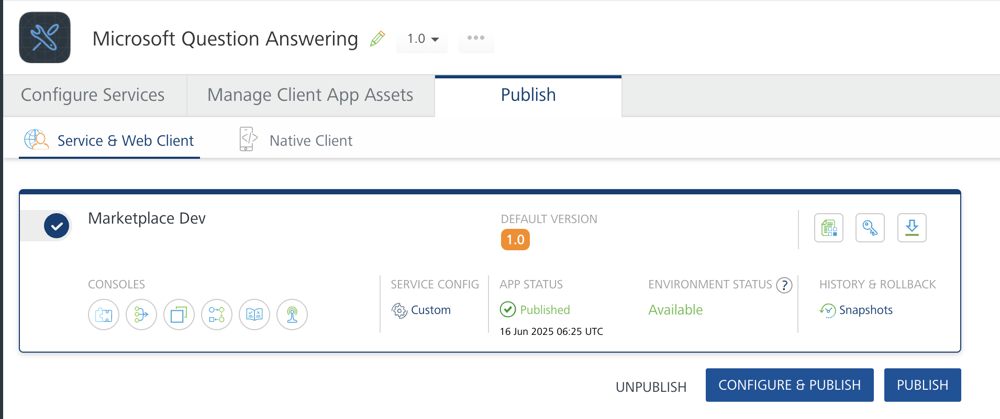 Microsoft Question Answering
1.0
Configure Services
Manage Client App Assets
Publish
Service & Web Client
Native Client
Marketplace Dev
DEFAULT VERSION
1.0
CONSOLES
SERVICE CONFIG
Custom
APP STATUS
Published
16 Jun 2025 06:25 UTC
ENVIRONMENT STATUS ?
Available
HISTORY & ROLLBACK
Snapshots
UNPUBLISH
CONFIGURE & PUBLISH
PUBLISH